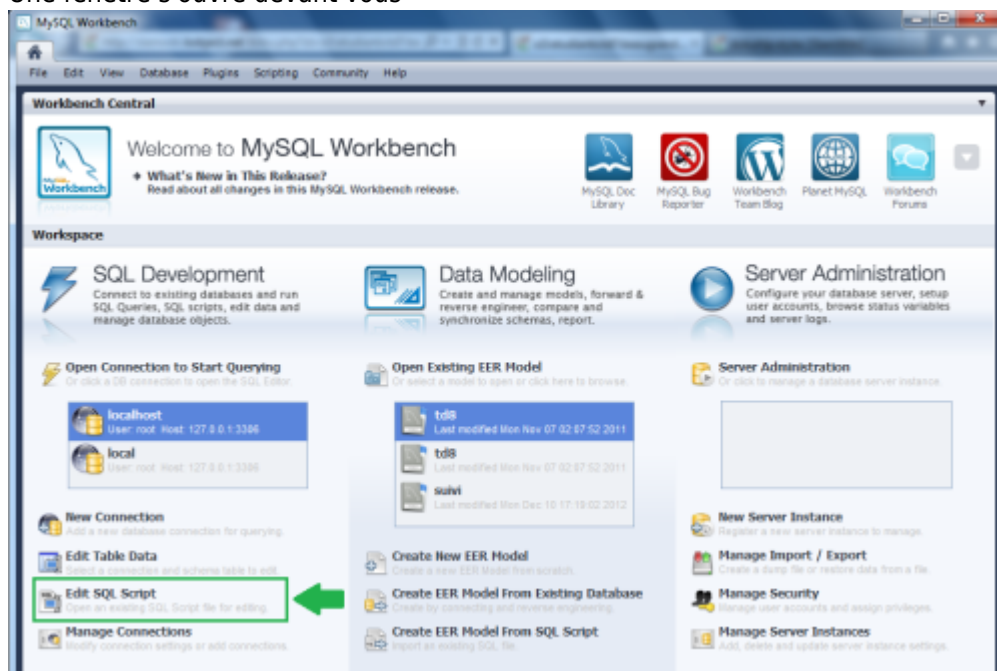 Une fenêtre s'ouvre devant vous
MySQL Workbench
File Edit View Database Plugins Scripting Community Help
Workbench Central
Welcome to MySQL Workbench
What's New in This Release?
Read about all changes in this MySQL Workbench release.
Workbench
MySQL Doc Library
MySQL Bug Reporter
Workbench Team Blog
Planet MySQL
Workbench Forums
Workspace
SQL Development
Connect to existing databases and run
SQL Queries, SQL scripts, edit data and
manage database objects.
Open Connection to Start Querying
Or click a DB connection to open the SQL Editor.
localhost
User: root Host: 127.0.0.1:3306
local
User: root Host: 127.0.0.1:3306
New Connection
Add a new database connection for querying.
Edit Table Data
Select a connection and schema table to edit.
Edit SQL Script
Open an existing SQL Script file for editing.
Manage Connections
Modify connection settings or add connections.
Data Modeling
Create and manage models, forward &
reverse engineer, compare and
synchronize schemas, report.
Open Existing EER Model
Or select a model to open or click here to browse.
td8
Last modified Mon Nov 07 02:07:52 2011
td8
Last modified Mon Nov 07 02:07:52 2011
suivi
Last modified Mon Dec 10 17:19:02 2012
Create New EER Model
Create a new EER Model from scratch.
Create EER Model From Existing Database
Create by connecting and reverse engineering.
Create EER Model From SQL Script
Import an existing SQL file.
Server Administration
Configure your database server, setup
user accounts, browse status variables
and server logs.
Server Administration
Or click to manage a database server instance.
New Server Instance
Register a new server instance to manage.
Manage Import / Export
Create a dump file or restore data from a file.
Manage Security
Manage user accounts and assign privileges.
Manage Server Instances
Add, delete and update server instance settings.